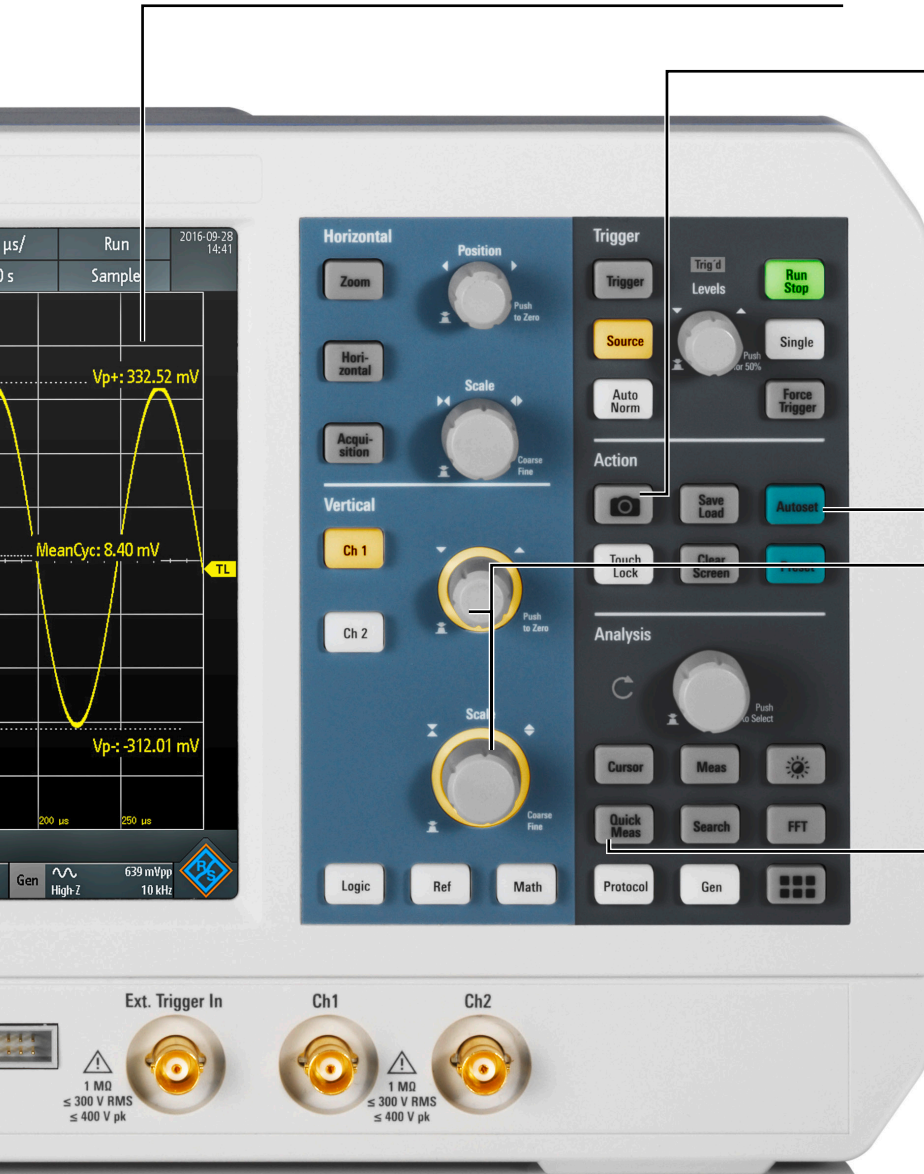 µs/
Run
2016-09-28
14:41
0 s
Sample
Vp+: 332.52 mV
MeanCyc: 8.40 mV
TL
Vp-: -312.01 mV
200 µs
250 µs
Gen
High-Z
639 mVpp
10 kHz
R&S
Horizontal
Position
Zoom
Push
to Zero
Hori-
zontal
Scale
Acqui-
sition
Coarse
Fine
Vertical
Ch 1
Push
to Zero
Ch 2
Scale
Coarse
Fine
Logic
Ref
Math
Trigger
Trig'd
Trigger
Levels
Run
Stop
Source
Single
Push
for 50%
Auto
Norm
Force
Trigger
Action
Save
Load
Autoset
Touch
Lock
Clear
Screen
Preset
Analysis
Push
to Select
Cursor
Meas
Quick
Meas
Search
FFT
Protocol
Gen
Ext. Trigger In
Ch1
Ch2
1 MΩ
≤ 300 V RMS
≤ 400 V pk
1 MΩ
≤ 300 V RMS
≤ 400 V pk